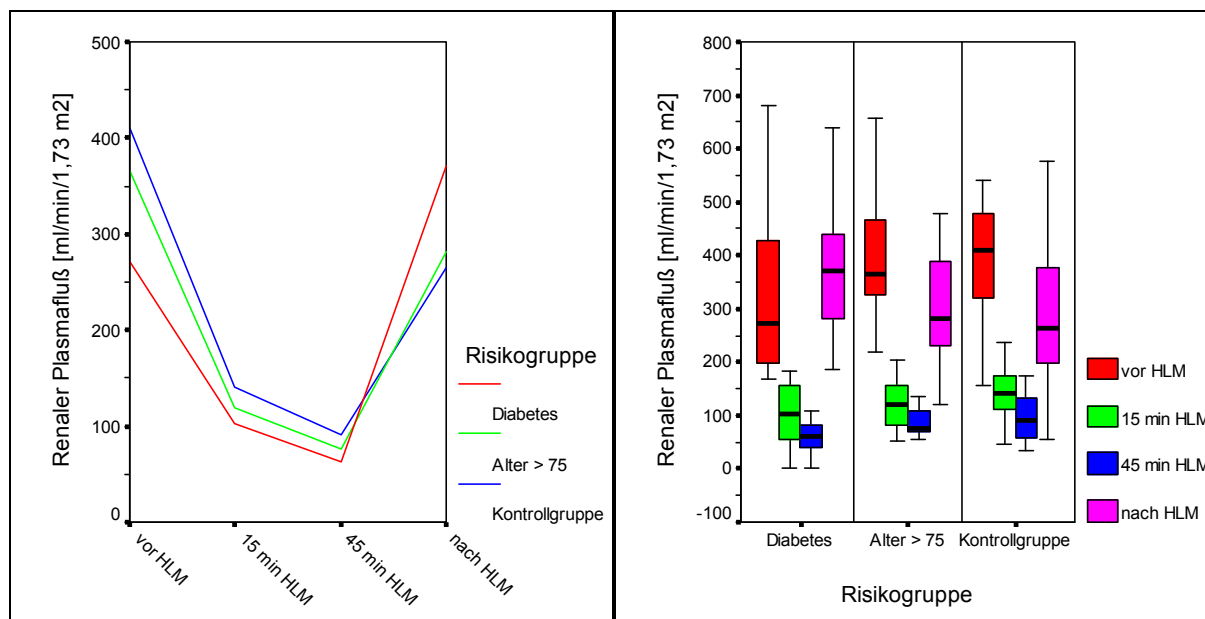 Renaler Plasmafluß [ml/min/1,73 m2]
500
400
300
200
100
0
vor HLM
15 min HLM
45 min HLM
nach HLM
Risikogruppe
Diabetes
Alter > 75
Kontrollgruppe
Renaler Plasmafluß [ml/min/1,73 m2]
800
700
600
500
400
300
200
100
0
-100
Diabetes
Alter > 75
Kontrollgruppe
Risikogruppe
vor HLM
15 min HLM
45 min HLM
nach HLM